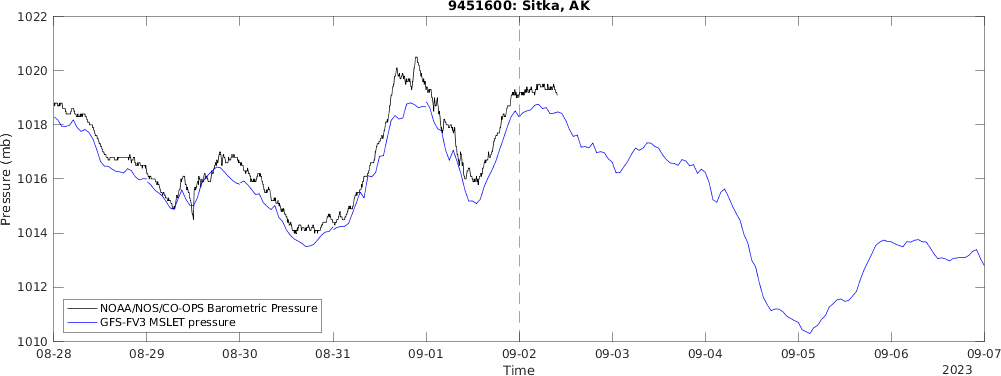 9451600: Sitka, AK
1022
1020
1018
1016
1014
1012
1010
Pressure (mb)
NOAA/NOS/CO-OPS Barometric Pressure
GFS-FV3 MSLET pressure
08-28 08-29 08-30 08-31 09-01 09-02 09-03 09-04 09-05 09-06 09-07
Time
2023